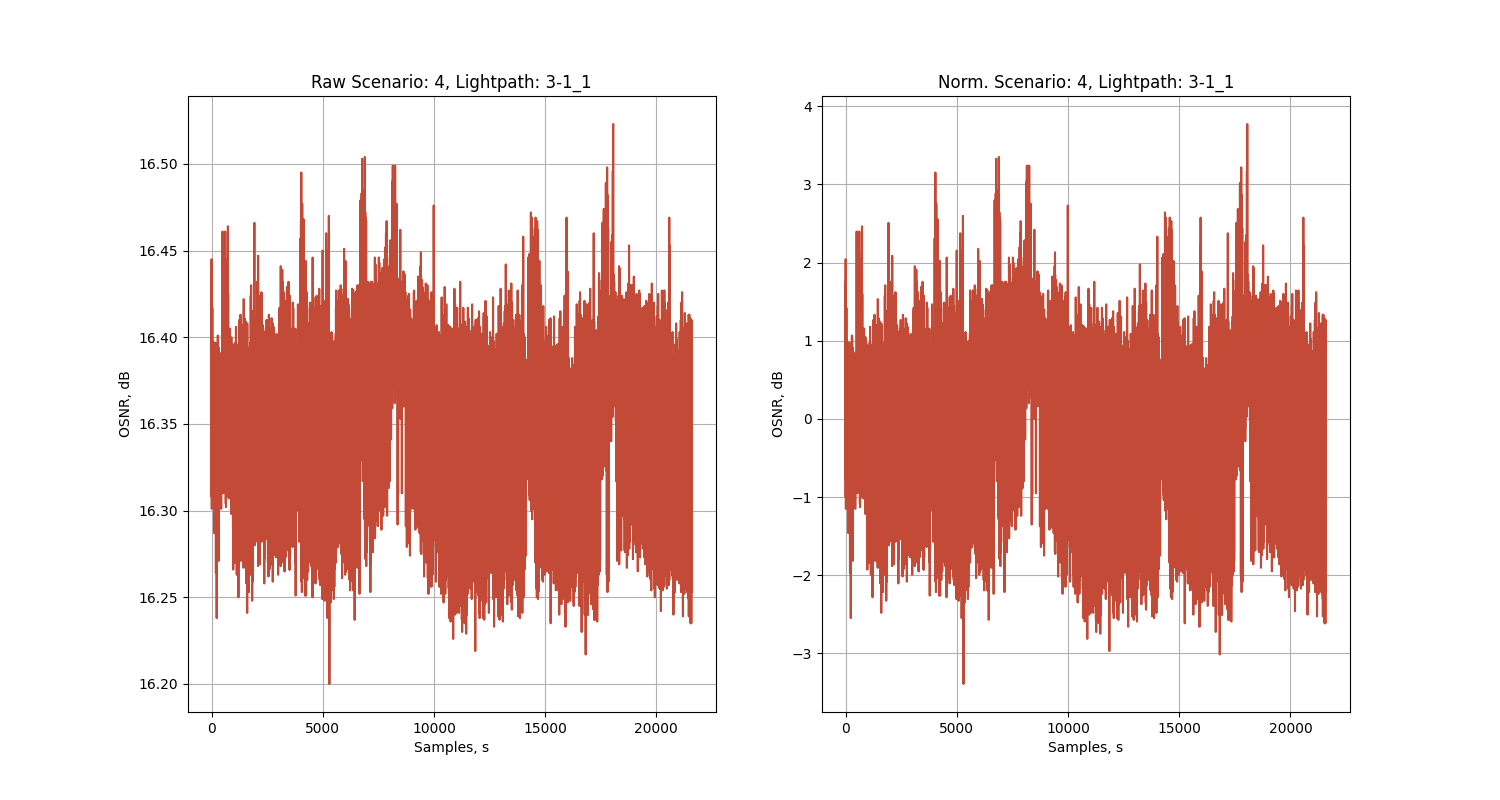 Raw Scenario: 4, Lightpath: 3-1_1
OSNR, dB
16.50
16.45
16.40
16.35
16.30
16.25
16.20
0 5000 10000 15000 20000
Samples, s
Norm. Scenario: 4, Lightpath: 3-1_1
OSNR, dB
4
3
2
1
0
−1
−2
−3
0 5000 10000 15000 20000
Samples, s